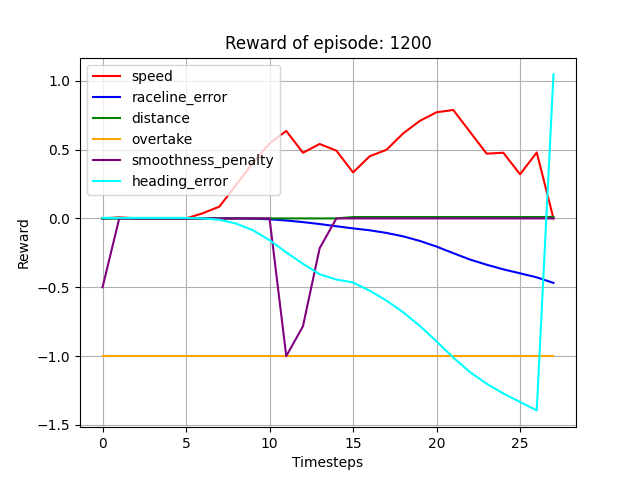 Reward of episode: 1200
speed
raceline_error
distance
overtake
smoothness_penalty
heading_error
1.0
0.5
0.0
−0.5
−1.0
−1.5
Reward
0 5 10 15 20 25
Timesteps